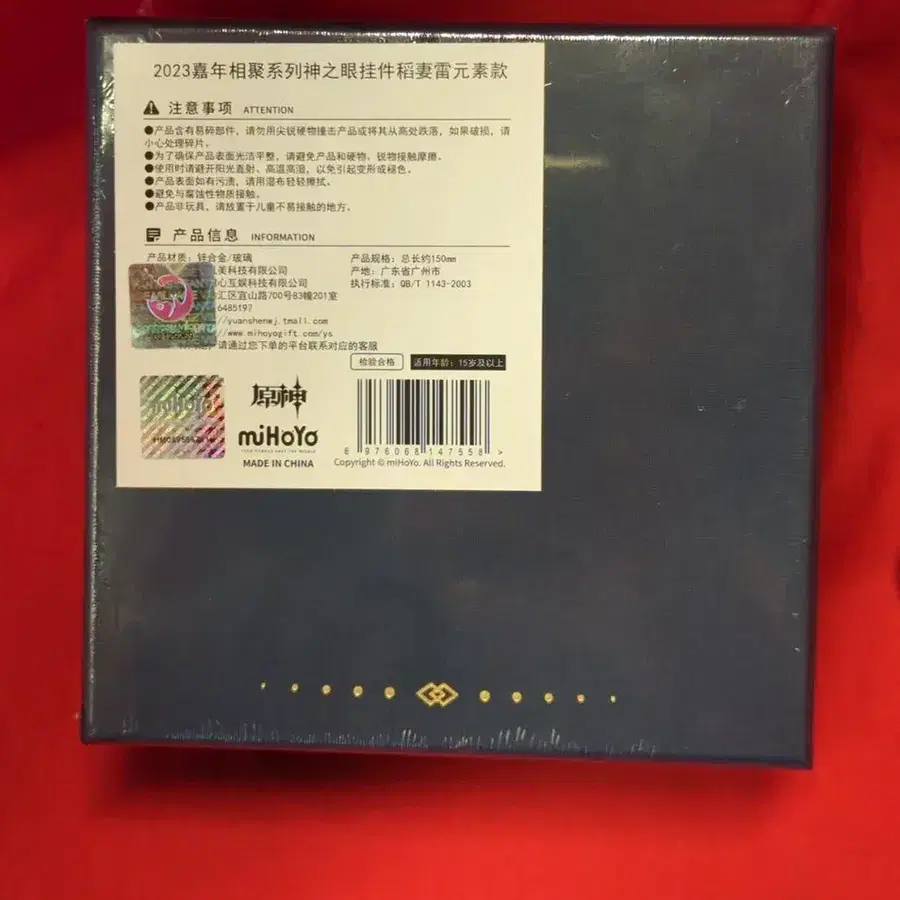 2023嘉年相聚系列神之眼挂件稻妻雷元素款
注意事项 ATTENTION
●产品含有易碎部件，请勿用尖锐硬物撞击产品或将其从高处跌落，如果破损，请
小心处理碎片。
●为了确保产品表面光洁平整，请避免产品和硬物、锐物接触摩擦。
●使用时请避开阳光直射、高温高湿，以免引起变形或褪色。
●产品表面如有污渍，请用湿布轻轻擦拭。
●避免与腐蚀性物质接触。
●产品非玩具，请放置于儿童不易接触的地方。
产品信息 INFORMATION
产品材质：锌合金/玻璃
产品规格：总长约150mm
美科技有限公司
产地：广东省广州市
心互娱科技有限公司
执行标准：QB/T 1143-2003
汇区宜山路700号83幢201室
6485197
//yuanshenwj.tmall.com
//www.mihoyogift.com/ys
请通过您下单的平台联系对应的客服
02129269
检验合格
适用年龄：15岁及以上
miHoYo
原神
miHoYo
TECH OTAKUS SAVE THE WORLD
MADE IN CHINA
6 976068 147558 >
Copyright © miHoYo. All Rights Reserved.